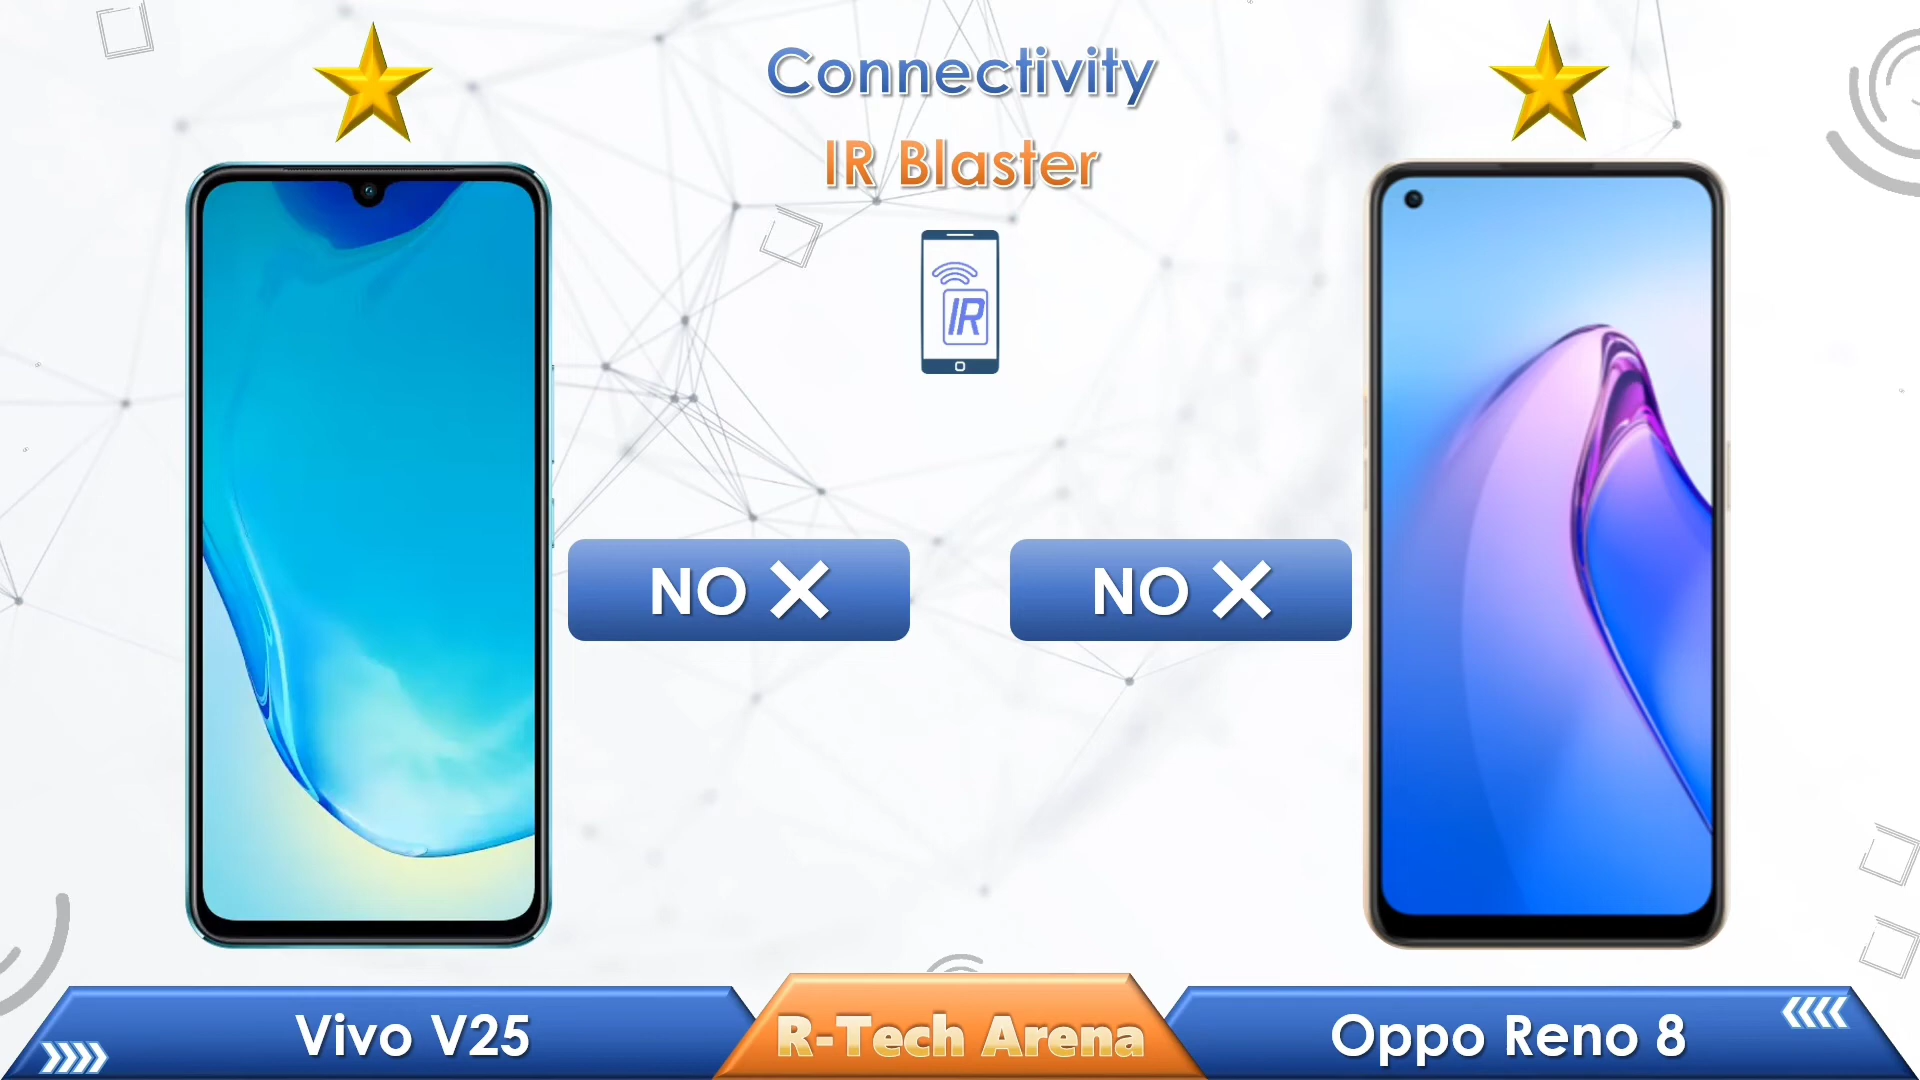 Connectivity
IR Blaster
IR
NO ✕
NO ✕
Vivo V25
R-Tech Arena
Oppo Reno 8